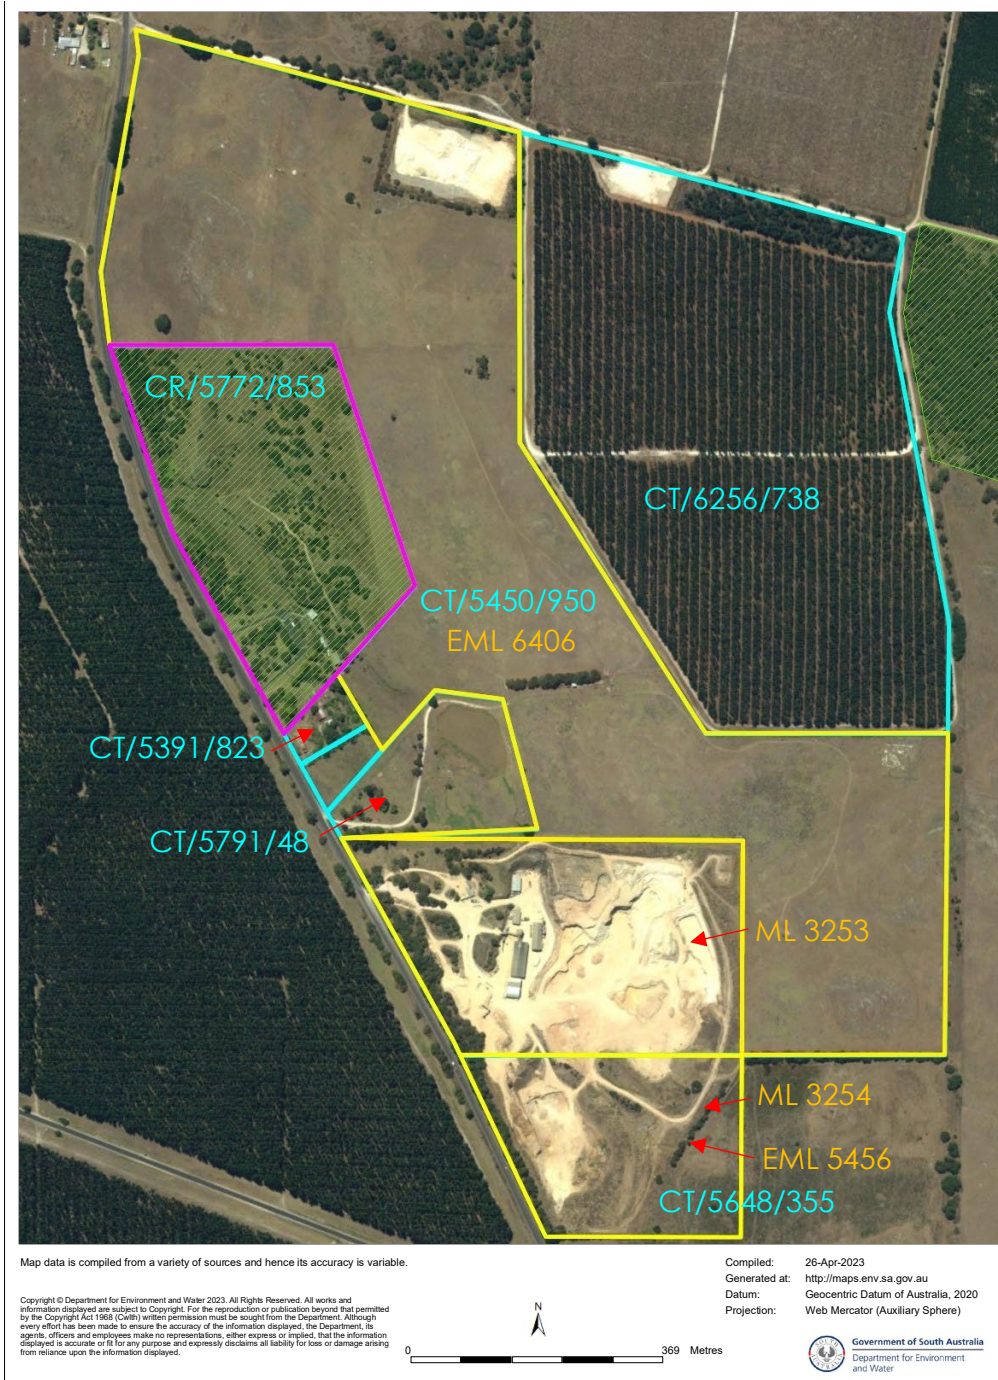 CR/5772/853
CT/6256/738
CT/5450/950
EML 6406
CT/5391/823
CT/5791/48
ML 3253
ML 3254
EML 5456
CT/5648/355
Map data is compiled from a variety of sources and hence its accuracy is variable.
Copyright © Department for Environment and Water 2023. All Rights Reserved. All works and
information displayed are subject to Copyright. For the reproduction or publication beyond that permitted
by the Copyright Act 1968 (Cwlth) written permission must be sought from the Department. Although
every effort has been made to ensure the accuracy of the information displayed, the Department, its
agents, officers and employees make no representations, either express or implied, that the information
displayed is accurate or fit for any purpose and expressly disclaims all liability for loss or damage arising
from reliance upon the information displayed.
N
0 369 Metres
Compiled: 26-Apr-2023
Generated at: http://maps.env.sa.gov.au
Datum: Geocentric Datum of Australia, 2020
Projection: Web Mercator (Auxiliary Sphere)
SOUTH AUSTRALIA
Government of South Australia
Department for Environment
and Water